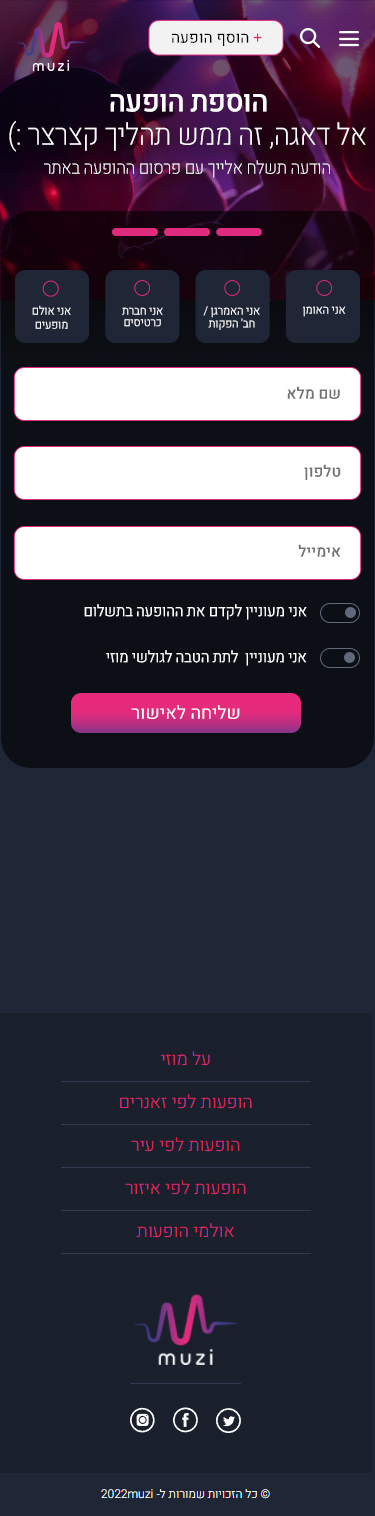 + הוסף הופעה
muzi
הוספת הופעה
אל דאגה, זה ממש תהליך קצרצר :)
הודעה תשלח אלייך עם פרסום ההופעה באתר
אני האומן
אני האמרגן /
חב' הפקות
אני חברת
כרטיסים
אני אולם
מופעים
שם מלא
טלפון
אימייל
אני מעוניין לקדם את ההופעה בתשלום
אני מעוניין לתת הטבה לגולשי מוזי
שליחה לאישור
על מוזי
הופעות לפי זאנרים
הופעות לפי עיר
הופעות לפי איזור
אולמי הופעות
muzi
© כל הזכויות שמורות ל- 2022muzi